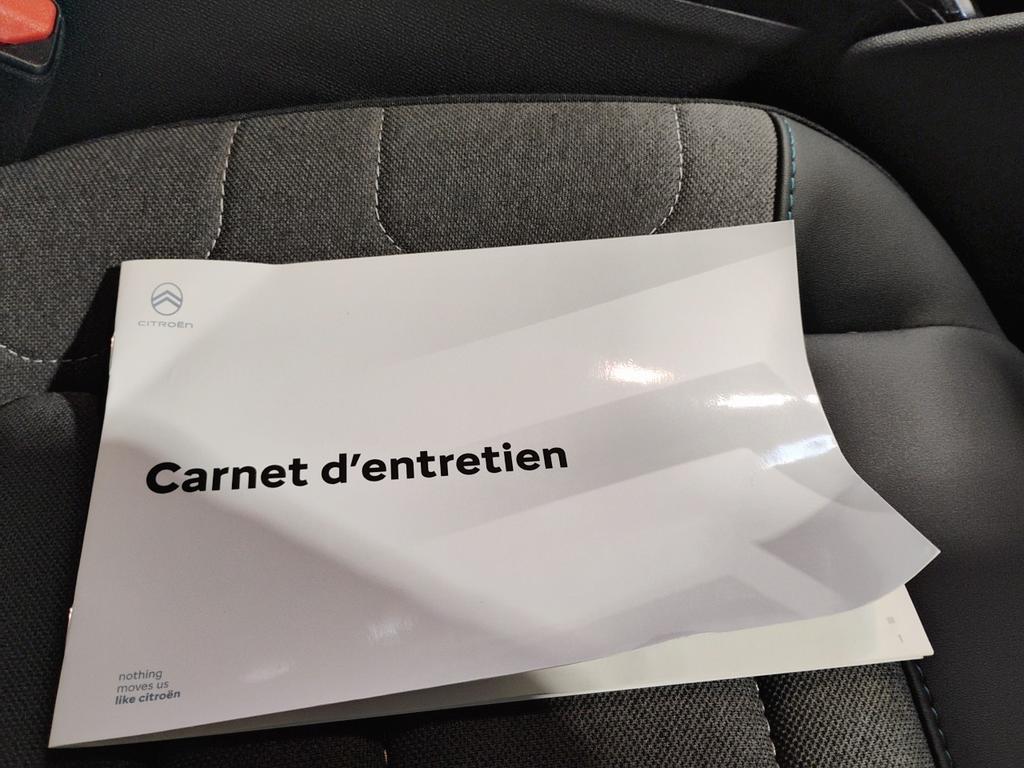 CITROËN
Carnet d'entretien
nothing
moves us
like citroën